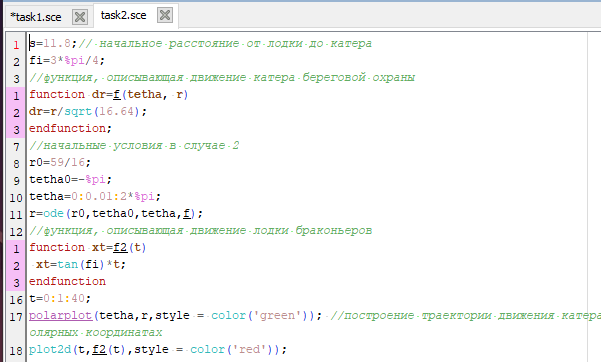 *task1.sce
task2.sce
1 s=11.8;// начальное расстояние от лодки до катера
2 fi=3*%pi/4;
3 //функция, описывающая движение катера береговой охраны
1 function dr=f(tetha, r)
2 dr=r/sqrt(16.64);
3 endfunction;
7 //начальные условия в случае 2
8 r0=59/16;
9 tetha0=-%pi;
10 tetha=0:0.01:2*%pi;
11 r=ode(r0,tetha0,tetha,f);
12 //функция, описывающая движение лодки браконьеров
1 function xt=f2(t)
2 xt=tan(fi)*t;
3 endfunction
16 t=0:1:40;
17 polarplot(tetha,r,style = color('green')); //построение траектории движения катера
олярных координатах
18 plot2d(t,f2(t),style = color('red'));